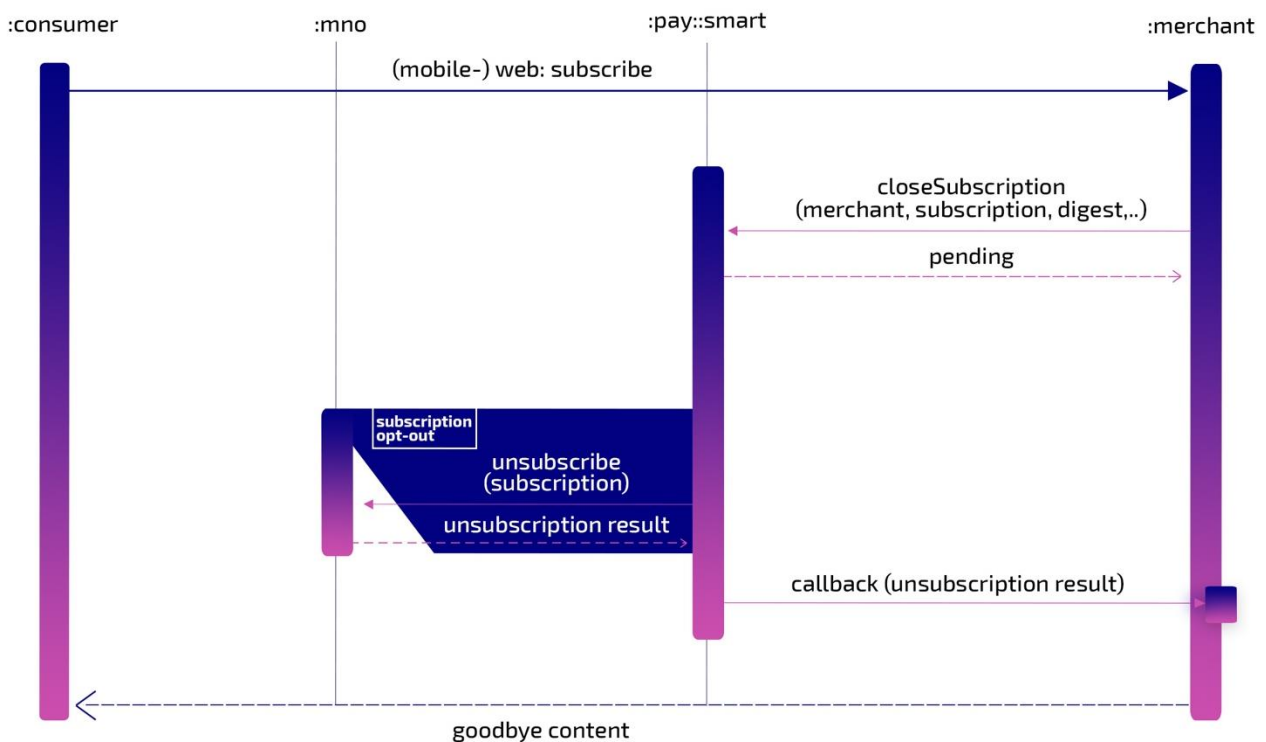 :consumer
:mno
:pay::smart
:merchant
(mobile-) web: subscribe
closeSubscription
(merchant, subscription, digest,..)
pending
subscription
opt-out
unsubscribe
(subscription)
unsubscription result
callback (unsubscription result)
goodbye content